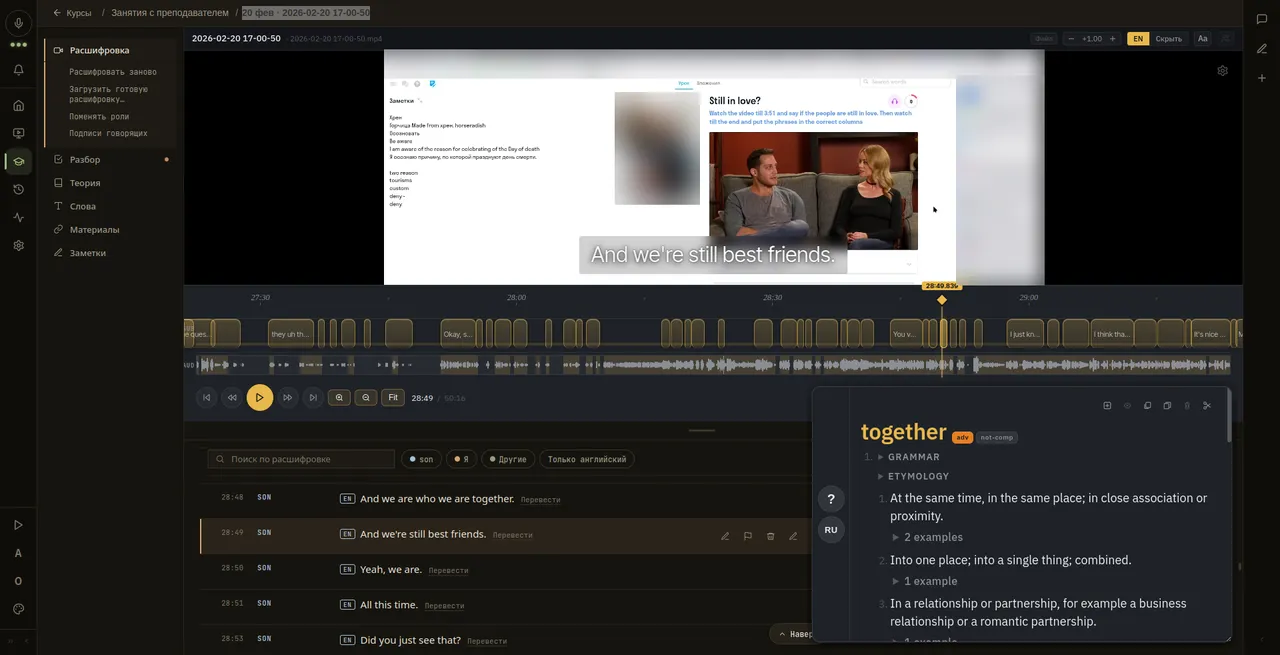 ← Курсы / Занятия с преподавателем / 20 фев · 2026-02-20 17-00-50
Расшифровка
Расшифровать заново
Загрузить готовую расшифровку…
Поменять роли
Подписи говорящих
Разбор
Теория
Слова
Материалы
Заметки
A
O
2026-02-20 17-00-50 · 2026-02-20 17-00-50.mp4
− +1.00 +
EN Скрыть Aa
Урок
Search words
Заметки
Хрен
Горчица Made from хрен horseradish
Осознавать
Be aware
I am aware of the reason for celebrating of the Day of death
Я осознаю причину, по которой празднуют день смерти.
two reason
tourisms
custom
deny -
deny
Still in love?
Watch the video till 3:51 and say if the people are still in love. Then watch
till the end and put the phrases in the correct columns
And we're still best friends.
28:49.836
27:30 28:00 28:30 29:00
e ques… they uh th… Okay, s… You v… I just kn… I think tha… It's nice …
Fit 28:49 / 50:16
Поиск по расшифровке son Я Другие Только английский
28:48 SON EN And we are who we are together. Перевести
28:49 SON EN And we're still best friends. Перевести
28:50 SON EN Yeah, we are. Перевести
28:51 SON EN All this time. Перевести
28:53 SON EN Did you just see that? Перевести
Навер
?
RU
together adv not-comp
1. GRAMMAR
ETYMOLOGY
1. At the same time, in the same place; in close association or
proximity.
2 examples
2. Into one place; into a single thing; combined.
1 example
3. In a relationship or partnership, for example a business
relationship or a romantic partnership.
1 example